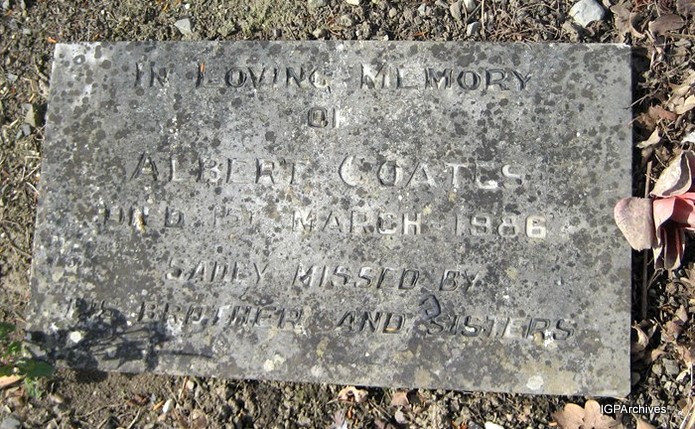 IN LOVING MEMORY
OF
ALBERT COATES
DIED 1ST MARCH 1986
SADLY MISSED BY
HIS BROTHER AND SISTERS
IGPArchives